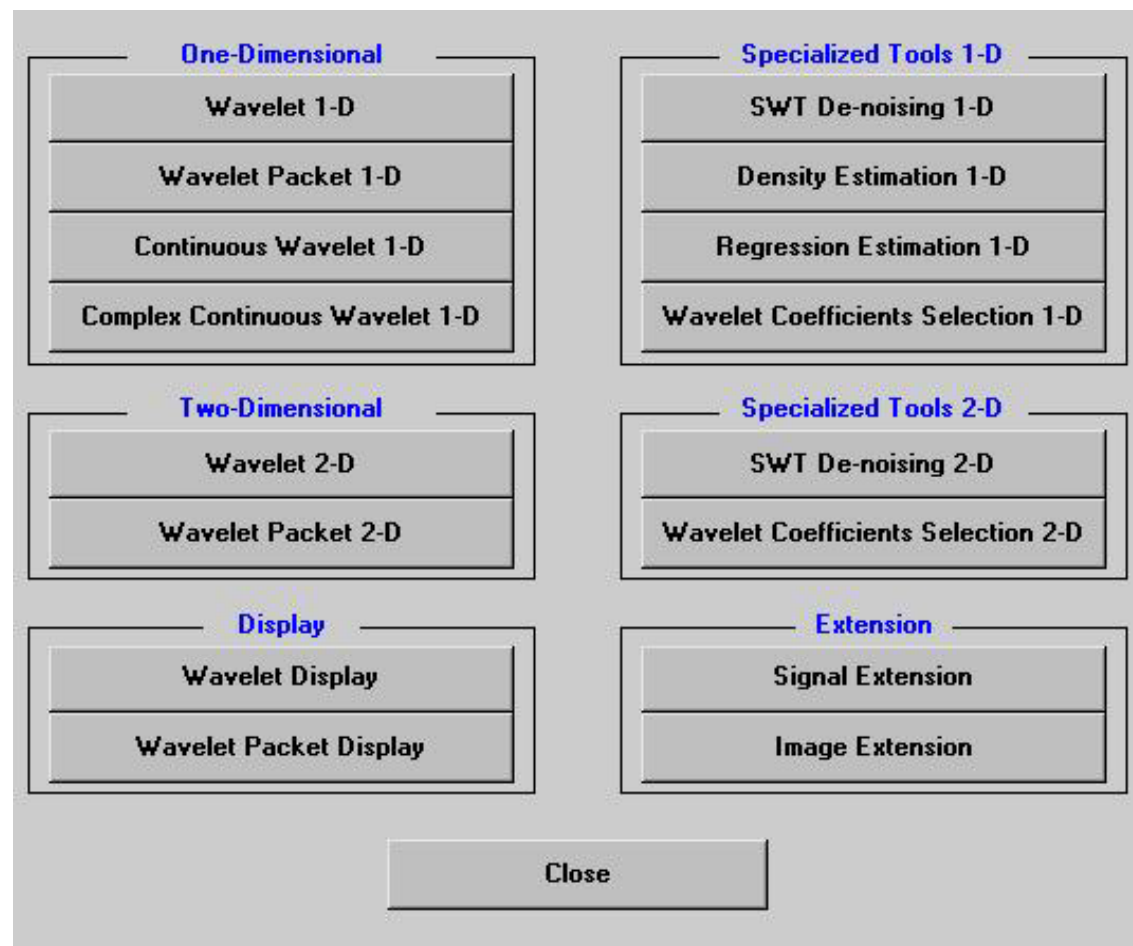 One-Dimensional
Wavelet 1-D
Wavelet Packet 1-D
Continuous Wavelet 1-D
Complex Continuous Wavelet 1-D
Specialized Tools 1-D
SWT De-noising 1-D
Density Estimation 1-D
Regression Estimation 1-D
Wavelet Coefficients Selection 1-D
Two-Dimensional
Wavelet 2-D
Wavelet Packet 2-D
Specialized Tools 2-D
SWT De-noising 2-D
Wavelet Coefficients Selection 2-D
Display
Wavelet Display
Wavelet Packet Display
Extension
Signal Extension
Image Extension
Close